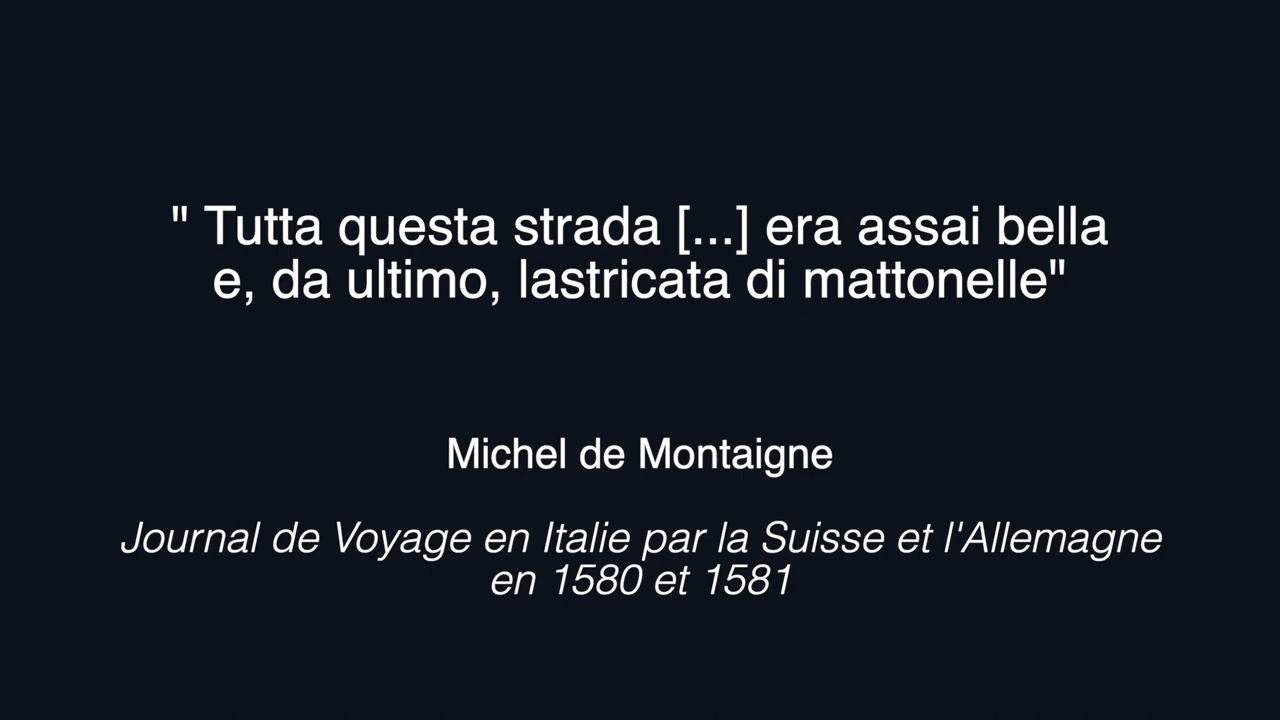 " Tutta questa strada [...] era assai bella
e, da ultimo, lastricata di mattonelle"
Michel de Montaigne
Journal de Voyage en Italie par la Suisse et l'Allemagne
en 1580 et 1581